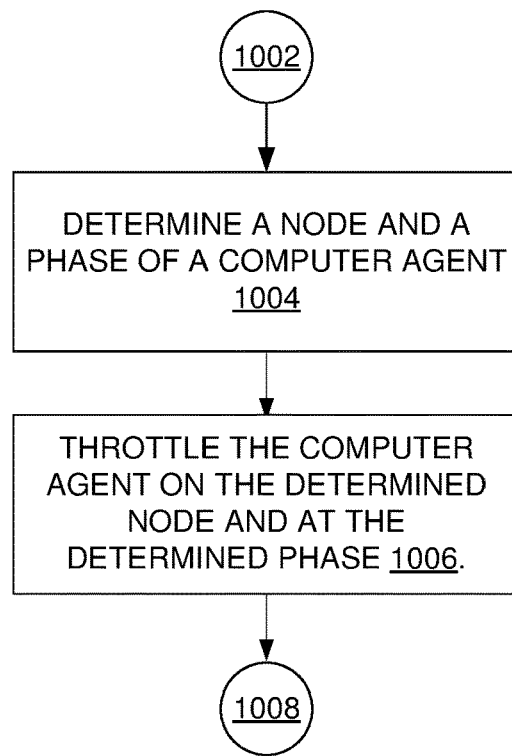 1002
DETERMINE A NODE AND A
PHASE OF A COMPUTER AGENT
1004
THROTTLE THE COMPUTER
AGENT ON THE DETERMINED
NODE AND AT THE
DETERMINED PHASE 1006.
1008